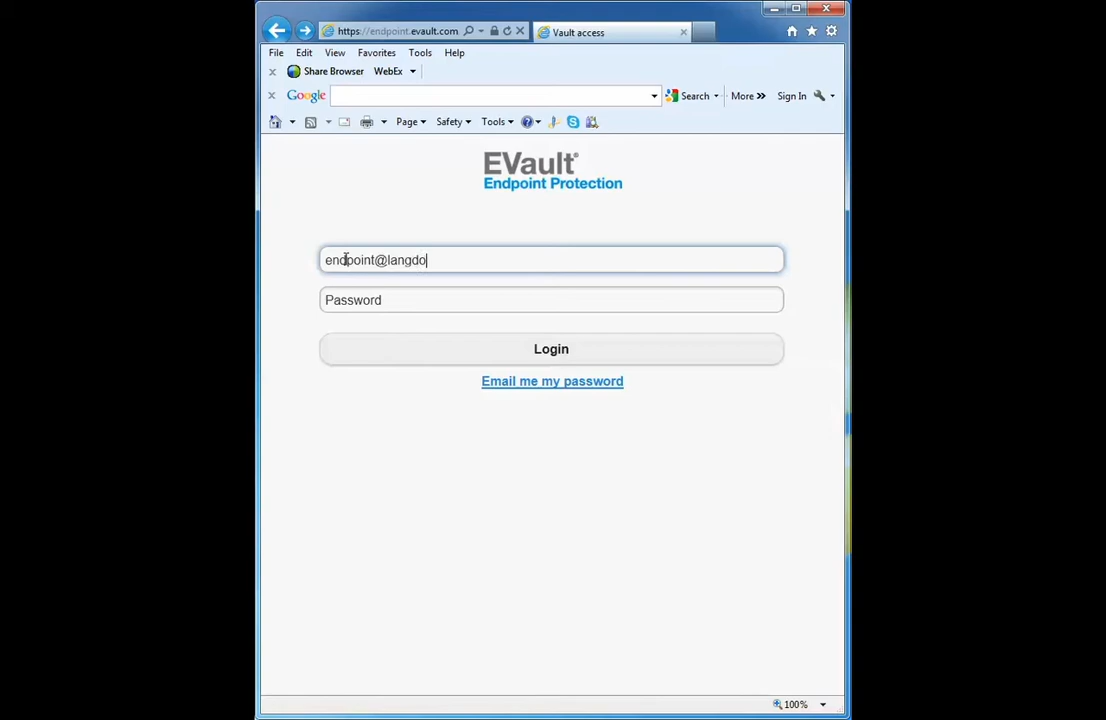 https://endpoint.evault.com
Vault access
File Edit View Favorites Tools Help
Share Browser WebEx
Google Search More Sign In
Page Safety Tools
EVault®
Endpoint Protection
endpoint@langdo
Password
Login
Email me my password
100%